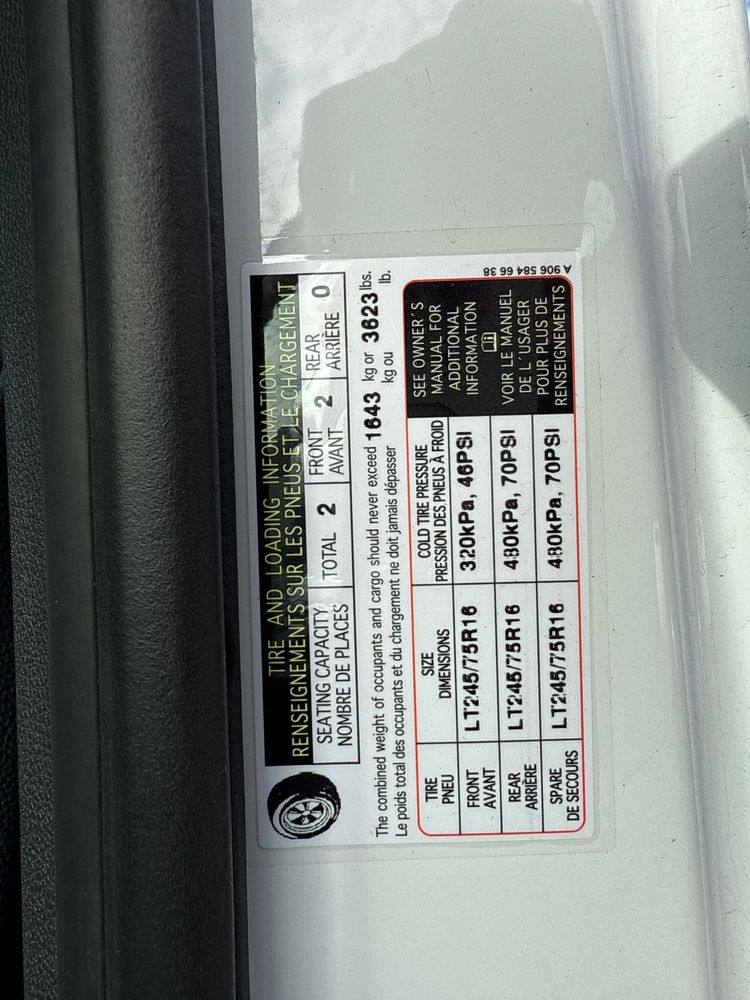 TIRE AND LOADING INFORMATION
RENSEIGNEMENTS SUR LES PNEUS ET LE CHARGEMENT
SEATING CAPACITY TOTAL 2 FRONT 2 REAR 0
NOMBRE DE PLACES AVANT ARRIÈRE
The combined weight of occupants and cargo should never exceed 1643 kg or 3623 lbs.
Le poids total des occupants et du chargement ne doit jamais dépasser kg ou lb.
TIRE SIZE COLD TIRE PRESSURE
PNEU DIMENSIONS PRESSION DES PNEUS À FROID
FRONT LT245/75R16 320kPa, 46PSI
AVANT
REAR LT245/75R16 480kPa, 70PSI
ARRIÈRE
SPARE LT245/75R16 480kPa, 70PSI
DE SECOURS
SEE OWNER'S
MANUAL FOR
ADDITIONAL
INFORMATION
VOIR LE MANUEL
DE L'USAGER
POUR PLUS DE
RENSEIGNEMENTS
A 906 584 66 38